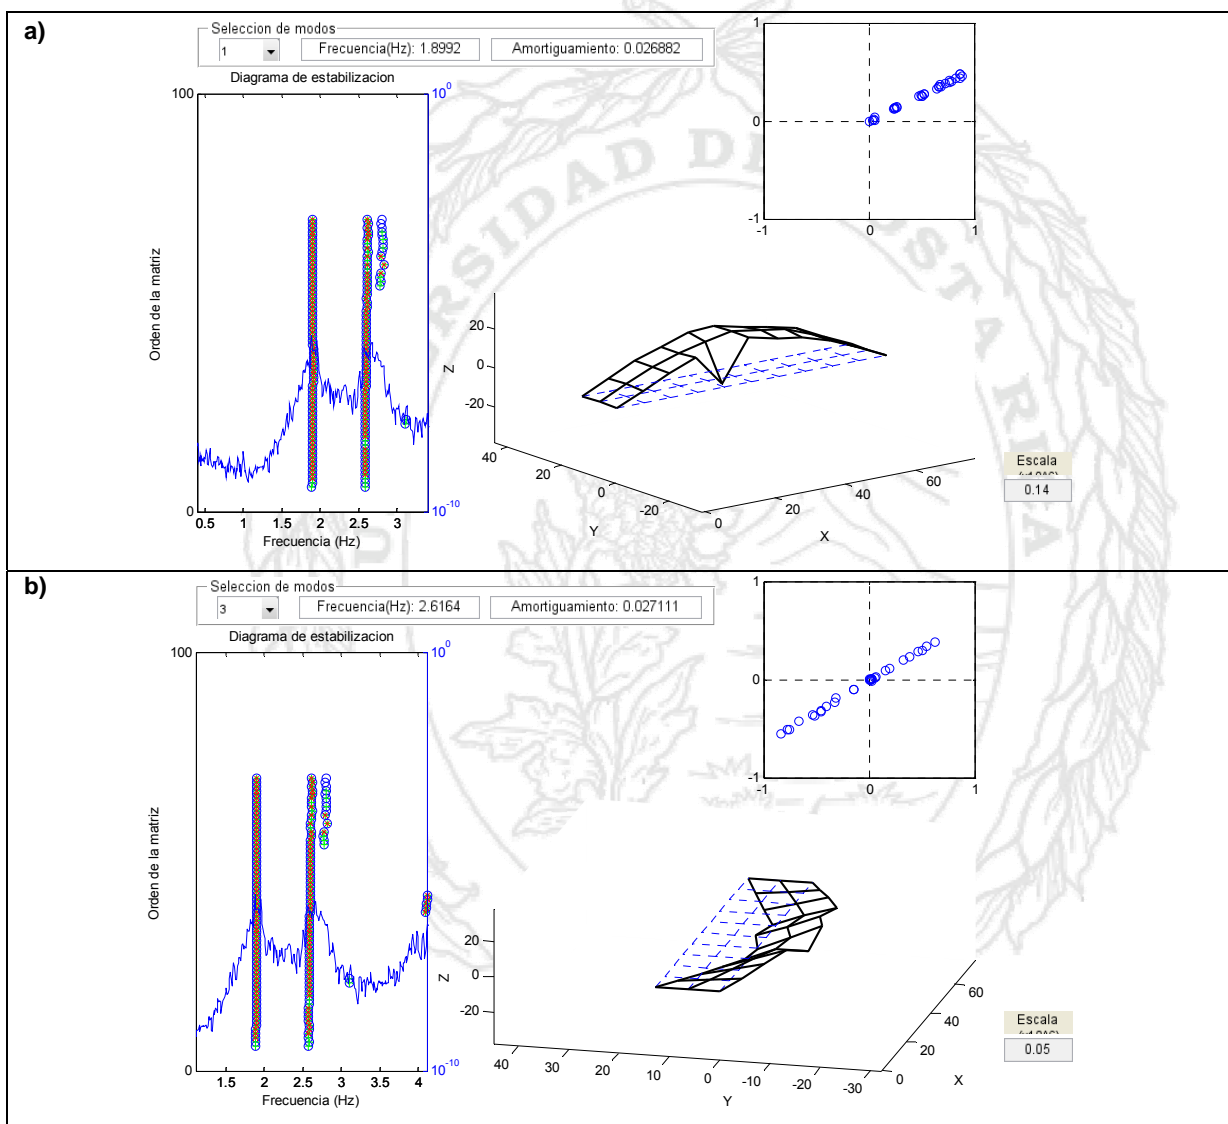 a)
Seleccion de modos
1
Frecuencia(Hz): 1.8992
Amortiguamiento: 0.026882
Diagrama de estabilizacion
100
10^0
Orden de la matriz
0
10^-10
0.5 1 1.5 2 2.5 3
Frecuencia (Hz)
1
0
-1
-1 0 1
20
0
-20
Z
40 20 0 -20
Y
0 20 40 60
X
Escala
0.14
UNIVERSIDAD DE COSTA RICA
b)
Seleccion de modos
3
Frecuencia(Hz): 2.6164
Amortiguamiento: 0.027111
Diagrama de estabilizacion
100
10^0
Orden de la matriz
0
10^-10
1.5 2 2.5 3 3.5 4
Frecuencia (Hz)
1
0
-1
-1 0 1
20
0
-20
Z
40 30 20 10 0 -10 -20 -30
Y
0 20 40 60
X
Escala
0.05